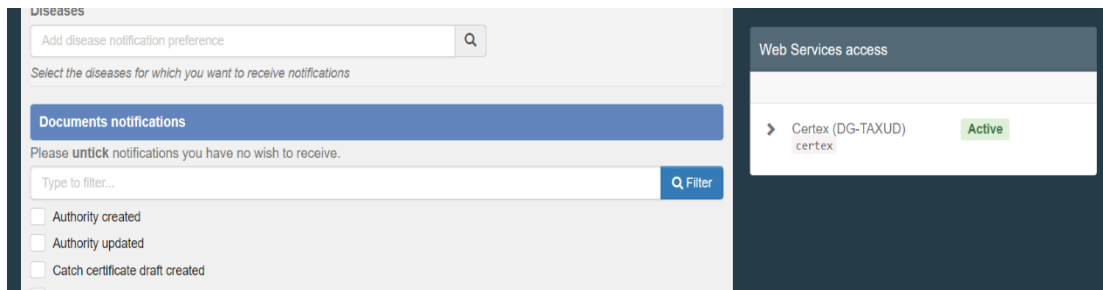 Diseases
Add disease notification preference
Select the diseases for which you want to receive notifications
Documents notifications
Please untick notifications you have no wish to receive.
Type to filter...
Filter
Authority created
Authority updated
Catch certificate draft created
Web Services access
Certex (DG-TAXUD)
Active
certex